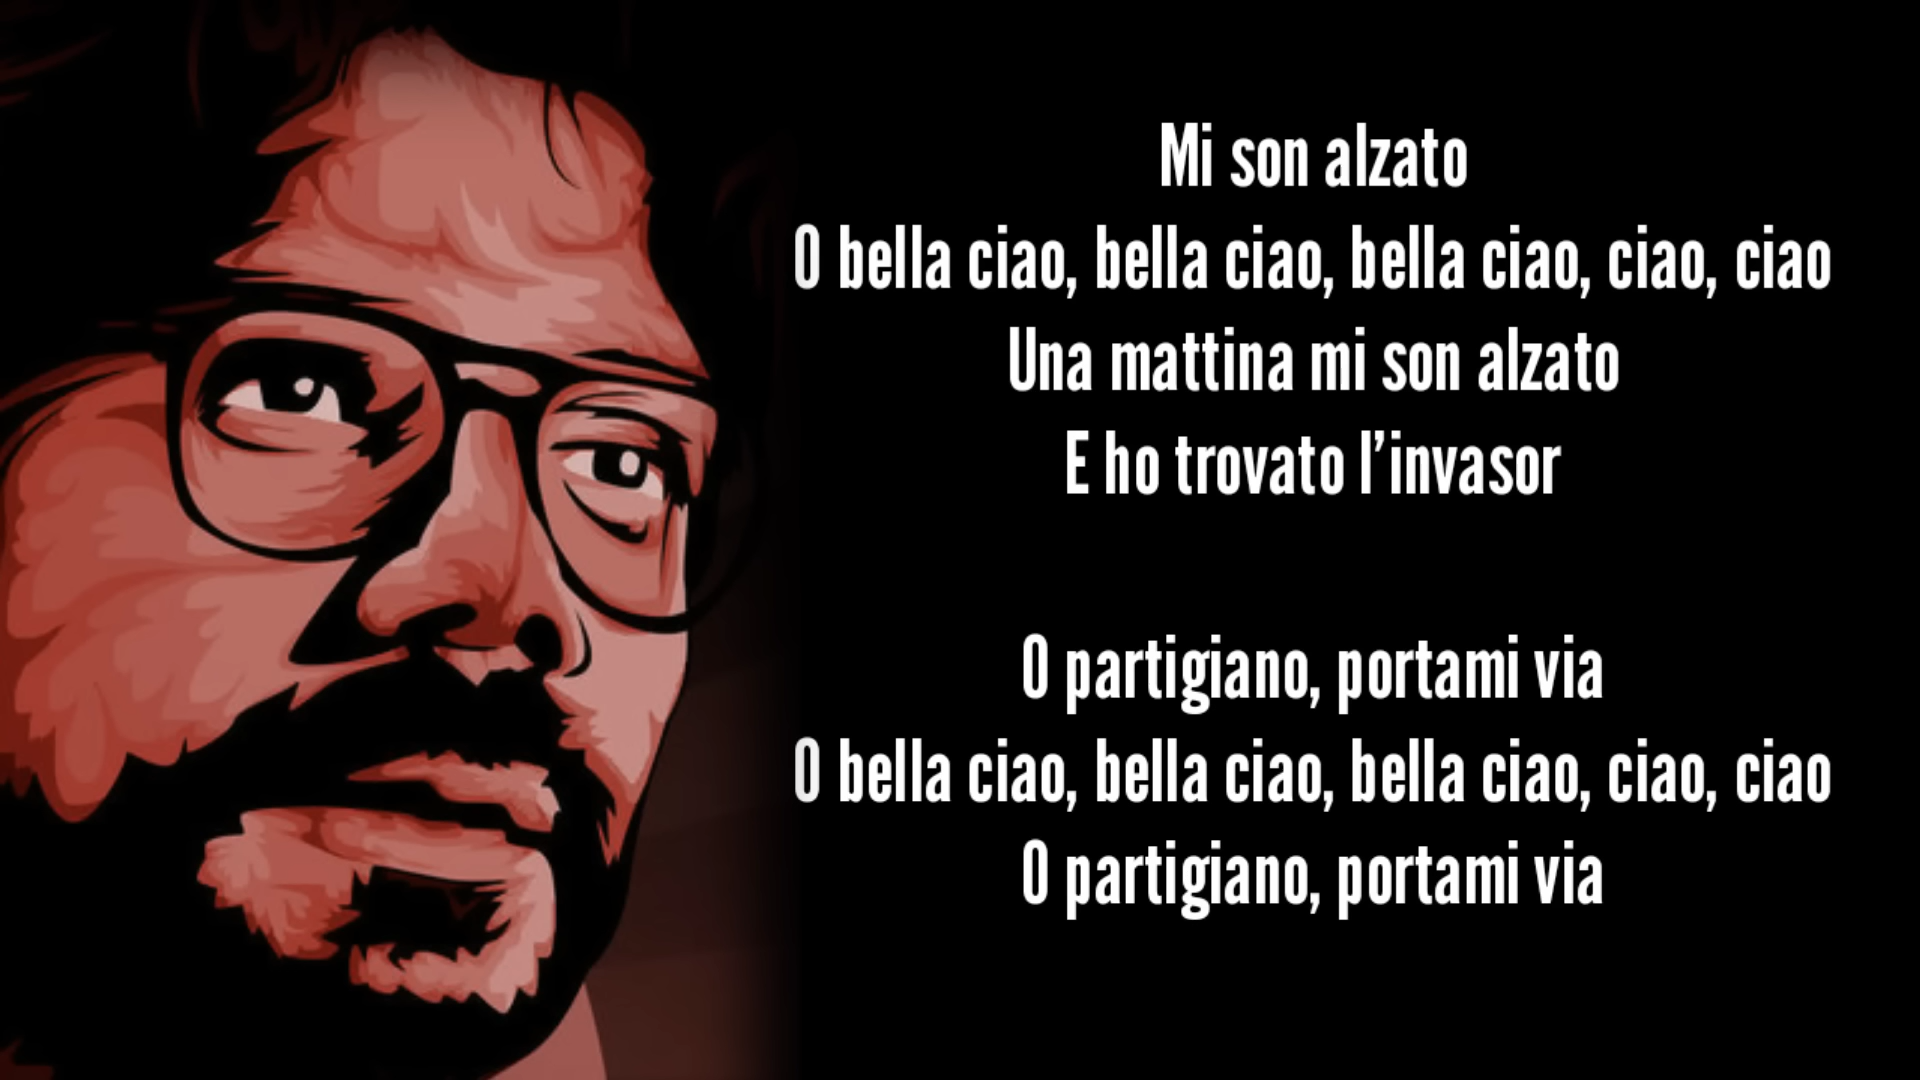 Mi son alzato
O bella ciao, bella ciao, bella ciao, ciao, ciao
Una mattina mi son alzato
E ho trovato l’invasor
O partigiano, portami via
O bella ciao, bella ciao, bella ciao, ciao, ciao
O partigiano, portami via